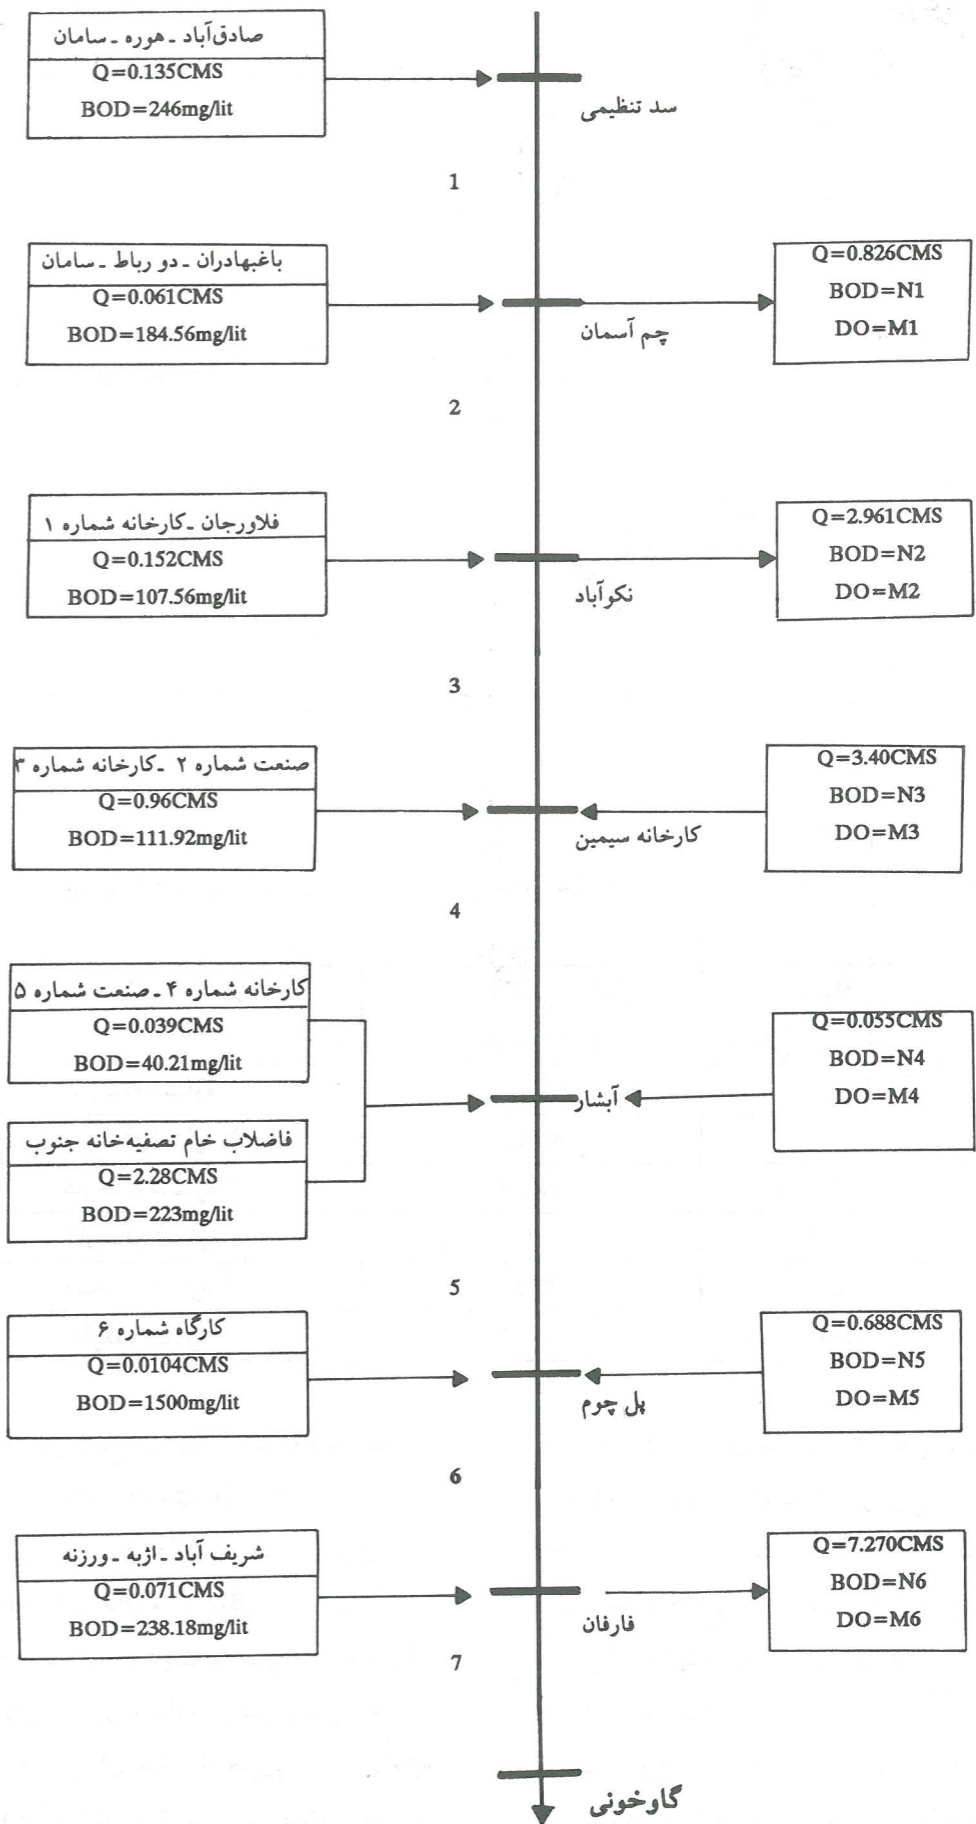 صادق‌آباد ـ هوره ـ سامان
Q=0.135CMS
BOD=246mg/lit
سد تنظیمی
1
باغبهادران ـ دو رباط ـ سامان
Q=0.061CMS
BOD=184.56mg/lit
چم آسمان
Q=0.826CMS
BOD=N1
DO=M1
2
فلاورجان ـ کارخانه شماره ۱
Q=0.152CMS
BOD=107.56mg/lit
نکوآباد
Q=2.961CMS
BOD=N2
DO=M2
3
صنعت شماره ۲ ـ کارخانه شماره ۳
Q=0.96CMS
BOD=111.92mg/lit
کارخانه سیمین
Q=3.40CMS
BOD=N3
DO=M3
4
کارخانه شماره ۴ ـ صنعت شماره ۵
Q=0.039CMS
BOD=40.21mg/lit
فاضلاب خام تصفیه‌خانه جنوب
Q=2.28CMS
BOD=223mg/lit
آبشار
Q=0.055CMS
BOD=N4
DO=M4
5
کارگاه شماره ۶
Q=0.0104CMS
BOD=1500mg/lit
پل چوم
Q=0.688CMS
BOD=N5
DO=M5
6
شریف آباد ـ اژیه ـ ورزنه
Q=0.071CMS
BOD=238.18mg/lit
فارفان
Q=7.270CMS
BOD=N6
DO=M6
7
گاوخونی